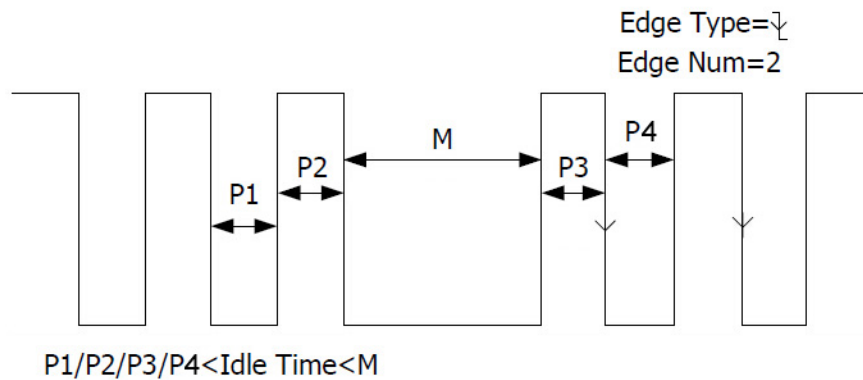 Edge Type=
Edge Num=2
M
P4
P2
P3
P1
P1/P2/P3/P4<Idle Time<M